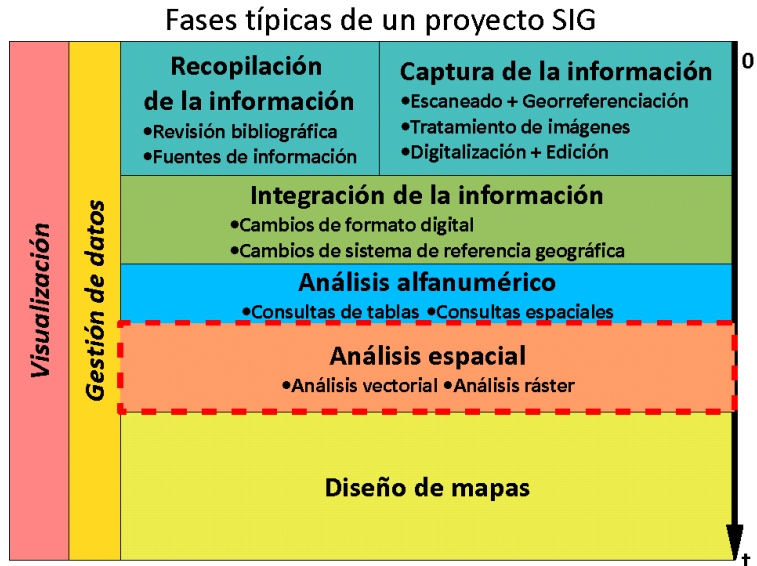 Fases típicas de un proyecto SIG
Visualización
Gestión de datos
Recopilación
de la información
•Revisión bibliográfica
•Fuentes de información
Captura de la información
•Escaneado + Georreferenciación
•Tratamiento de imágenes
•Digitalización + Edición
0
Integración de la información
•Cambios de formato digital
•Cambios de sistema de referencia geográfica
Análisis alfanumérico
•Consultas de tablas •Consultas espaciales
Análisis espacial
•Análisis vectorial •Análisis ráster
Diseño de mapas
t